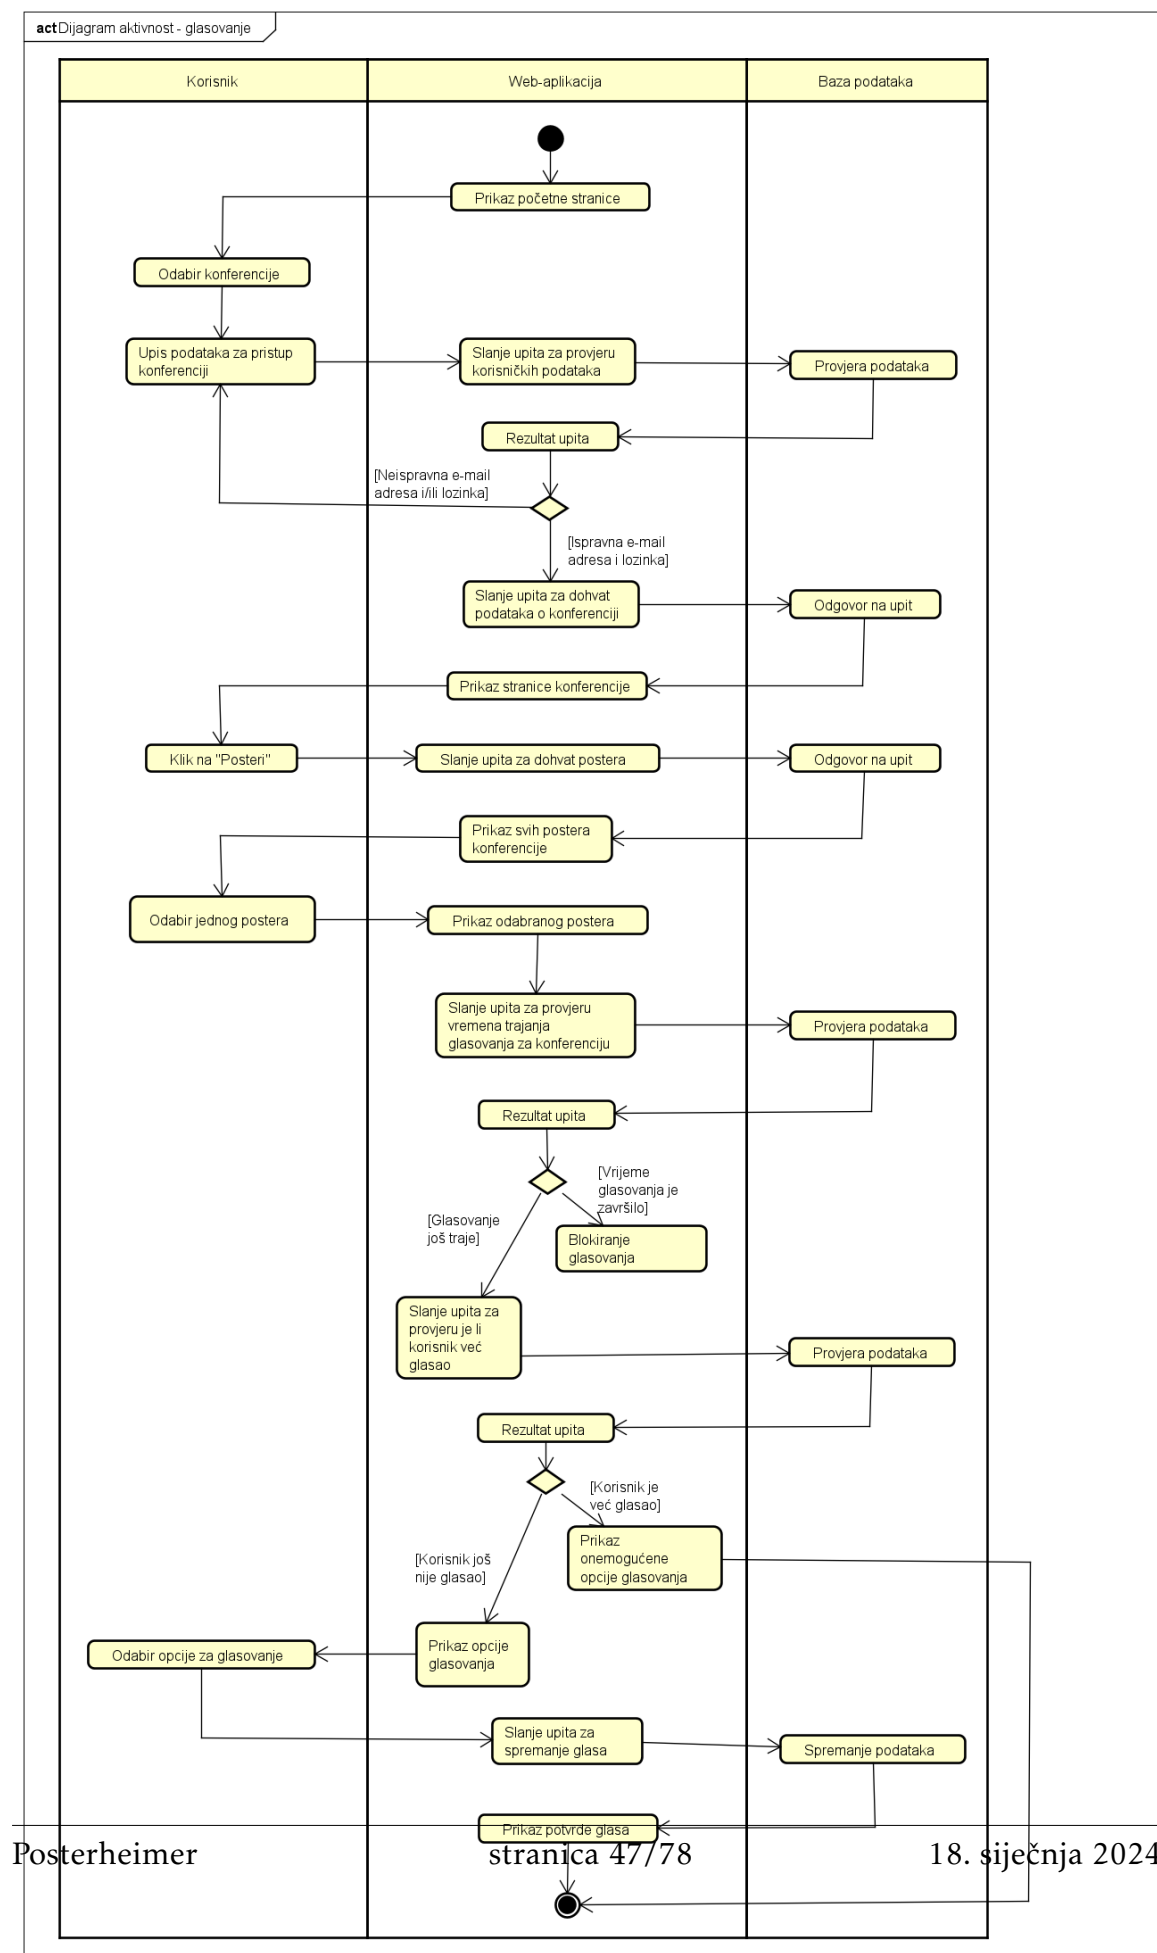 act Dijagram aktivnost - glasovanje
Korisnik
Web-aplikacija
Baza podataka
Prikaz početne stranice
Odabir konferencije
Upis podataka za pristup
konferenciji
Slanje upita za provjeru
korisničkih podataka
Provjera podataka
Rezultat upita
[Neispravna e-mail
adresa i/ili lozinka]
[Ispravna e-mail
adresa i lozinka]
Slanje upita za dohvat
podataka o konferenciji
Odgovor na upit
Prikaz stranice konferencije
Klik na "Posteri"
Slanje upita za dohvat postera
Odgovor na upit
Prikaz svih postera
konferencije
Odabir jednog postera
Prikaz odabranog postera
Slanje upita za provjeru
vremena trajanja
glasovanja za konferenciju
Provjera podataka
Rezultat upita
[Vrijeme
glasovanja je
završilo]
[Glasovanje
još traje]
Blokiranje
glasovanja
Slanje upita za
provjeru je li
korisnik već
glasao
Provjera podataka
Rezultat upita
[Korisnik je
već glasao]
Prikaz
onemogućene
opcije glasovanja
[Korisnik još
nije glasao]
Prikaz opcije
glasovanja
Odabir opcije za glasovanje
Slanje upita za
spremanje glasa
Spremanje podataka
Prikaz potvrde glasa
Posterheimer
stranica 47/78
18. siječnja 2024